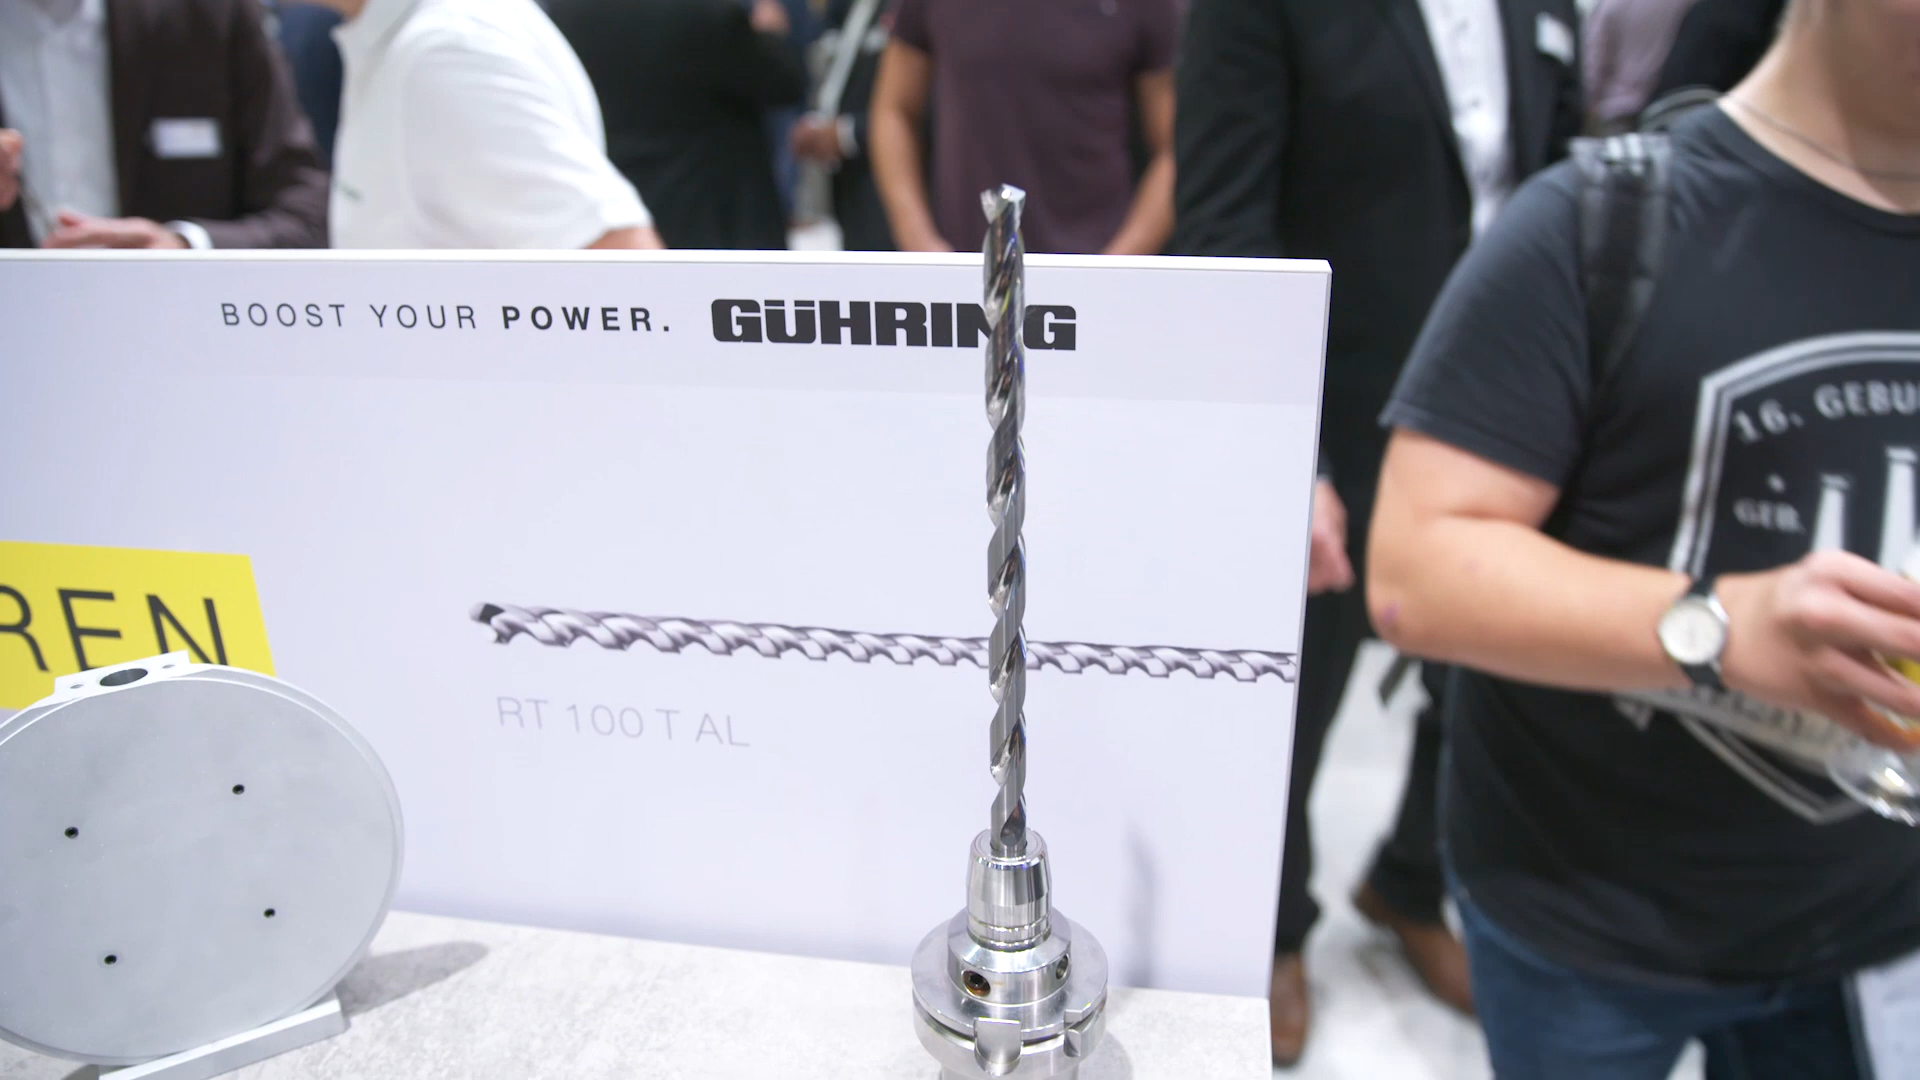 BOOST YOUR POWER. GÜHRING
REN
RT 100 T AL
16. GEBU
GEB.